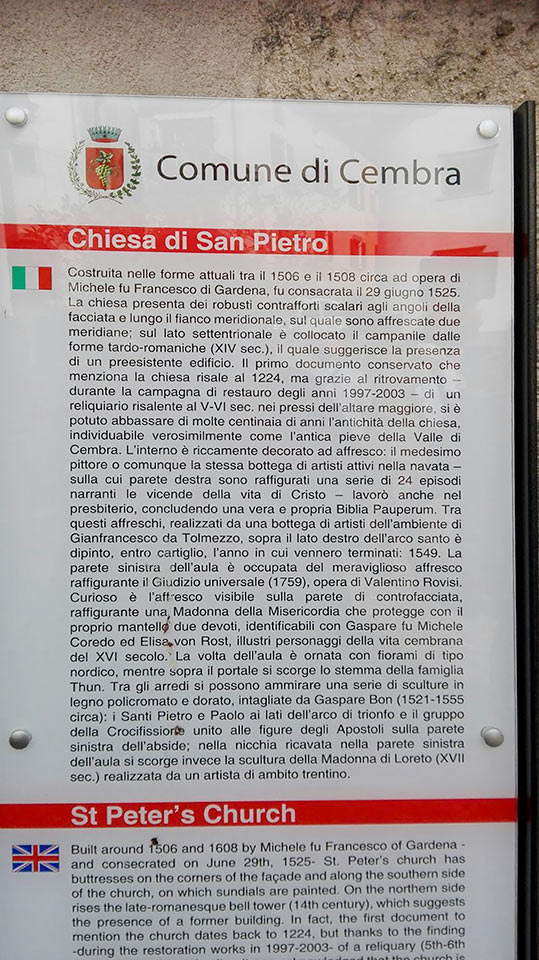 Comune di Cembra
Chiesa di San Pietro
Costruita nelle forme attuali tra il 1506 e il 1508 circa ad opera di
Michele fu Francesco di Gardena, fu consacrata il 29 giugno 1525.
La chiesa presenta dei robusti contrafforti scalari agli angoli della
facciata e lungo il fianco meridionale, sul quale sono affrescate due
meridiane; sul lato settentrionale è collocato il campanile dalle
forme tardo-romaniche (XIV sec.), il quale suggerisce la presenza
di un preesistente edificio. Il primo documento conservato che
menziona la chiesa risale al 1224, ma grazie al ritrovamento –
durante la campagna di restauro degli anni 1997-2003 – di un
reliquiario risalente al V-VI sec. nei pressi dell'altare maggiore, si è
potuto abbassare di molte centinaia di anni l'antichità della chiesa,
individuabile verosimilmente come l'antica pieve della Valle di
Cembra. L'interno è riccamente decorato ad affresco: il medesimo
pittore o comunque la stessa bottega di artisti attivi nella navata –
sulla cui parete destra sono raffigurati una serie di 24 episodi
narranti le vicende della vita di Cristo – lavorò anche nel
presbiterio, concludendo una vera e propria Biblia Pauperum. Tra
questi affreschi, realizzati da una bottega di artisti dell'ambiente di
Gianfrancesco da Tolmezzo, sopra il lato destro dell'arco santo è
dipinto, entro cartiglio, l'anno in cui vennero terminati: 1549. La
parete sinistra dell'aula è occupata del meraviglioso affresco
raffigurante il Giudizio universale (1759), opera di Valentino Rovisi.
Curioso è l'affresco visibile sulla parete di controfacciata,
raffigurante una Madonna della Misericordia che protegge con il
proprio mantello due devoti, identificabili con Gaspare fu Michele
Coredo ed Elisa von Rost, illustri personaggi della vita cembrana
del XVI secolo. La volta dell'aula è ornata con fiorami di tipo
nordico, mentre sopra il portale si scorge lo stemma della famiglia
Thun. Tra gli arredi si possono ammirare una serie di sculture in
legno policromato e dorato, intagliate da Gaspare Bon (1521-1555
circa): i Santi Pietro e Paolo ai lati dell'arco di trionfo e il gruppo
della Crocifissione unito alle figure degli Apostoli sulla parete
sinistra dell'abside; nella nicchia ricavata nella parete sinistra
dell'aula si scorge invece la scultura della Madonna di Loreto (XVII
sec.) realizzata da un artista di ambito trentino.
St Peter's Church
Built around 1506 and 1608 by Michele fu Francesco of Gardena -
and consecrated on June 29th, 1525- St. Peter's church has
buttresses on the corners of the façade and along the southern side
of the church, on which sundials are painted. On the northern side
rises the late-romanesque bell tower (14th century), which suggests
the presence of a former building. In fact, the first document to
mention the church dates back to 1224, but thanks to the finding
-during the restoration works in 1997-2003- of a reliquary (5th-6th